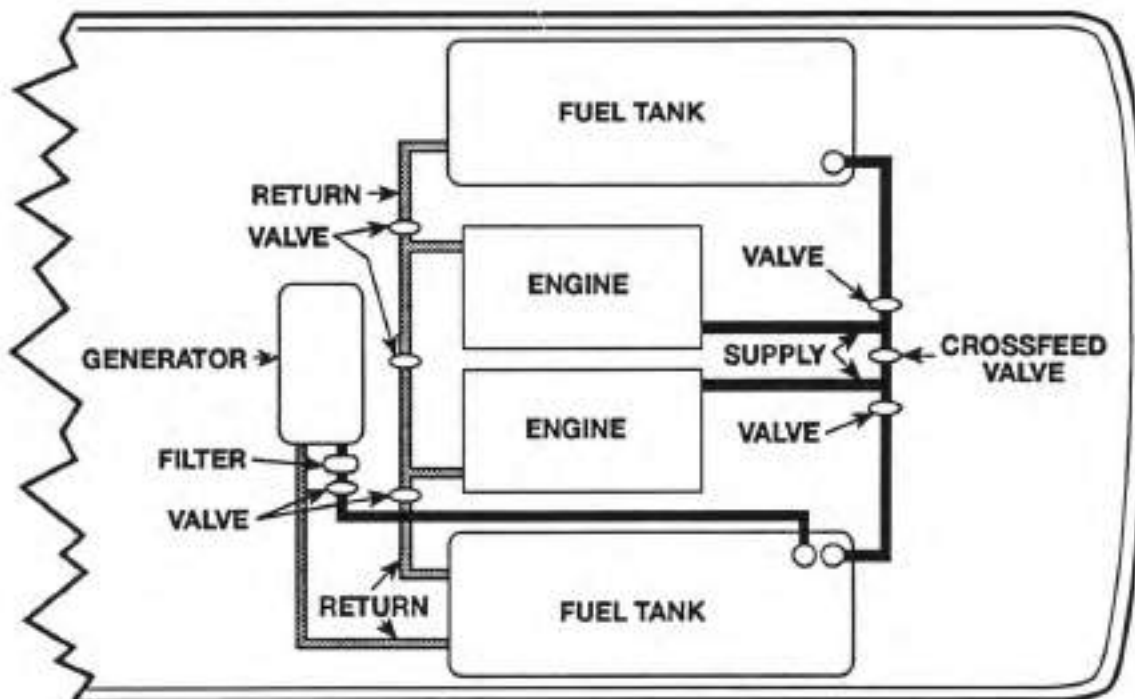 FUEL TANK
RETURN
VALVE
ENGINE
VALVE
GENERATOR
SUPPLY
CROSSFEED
VALVE
ENGINE
VALVE
FILTER
VALVE
RETURN
FUEL TANK